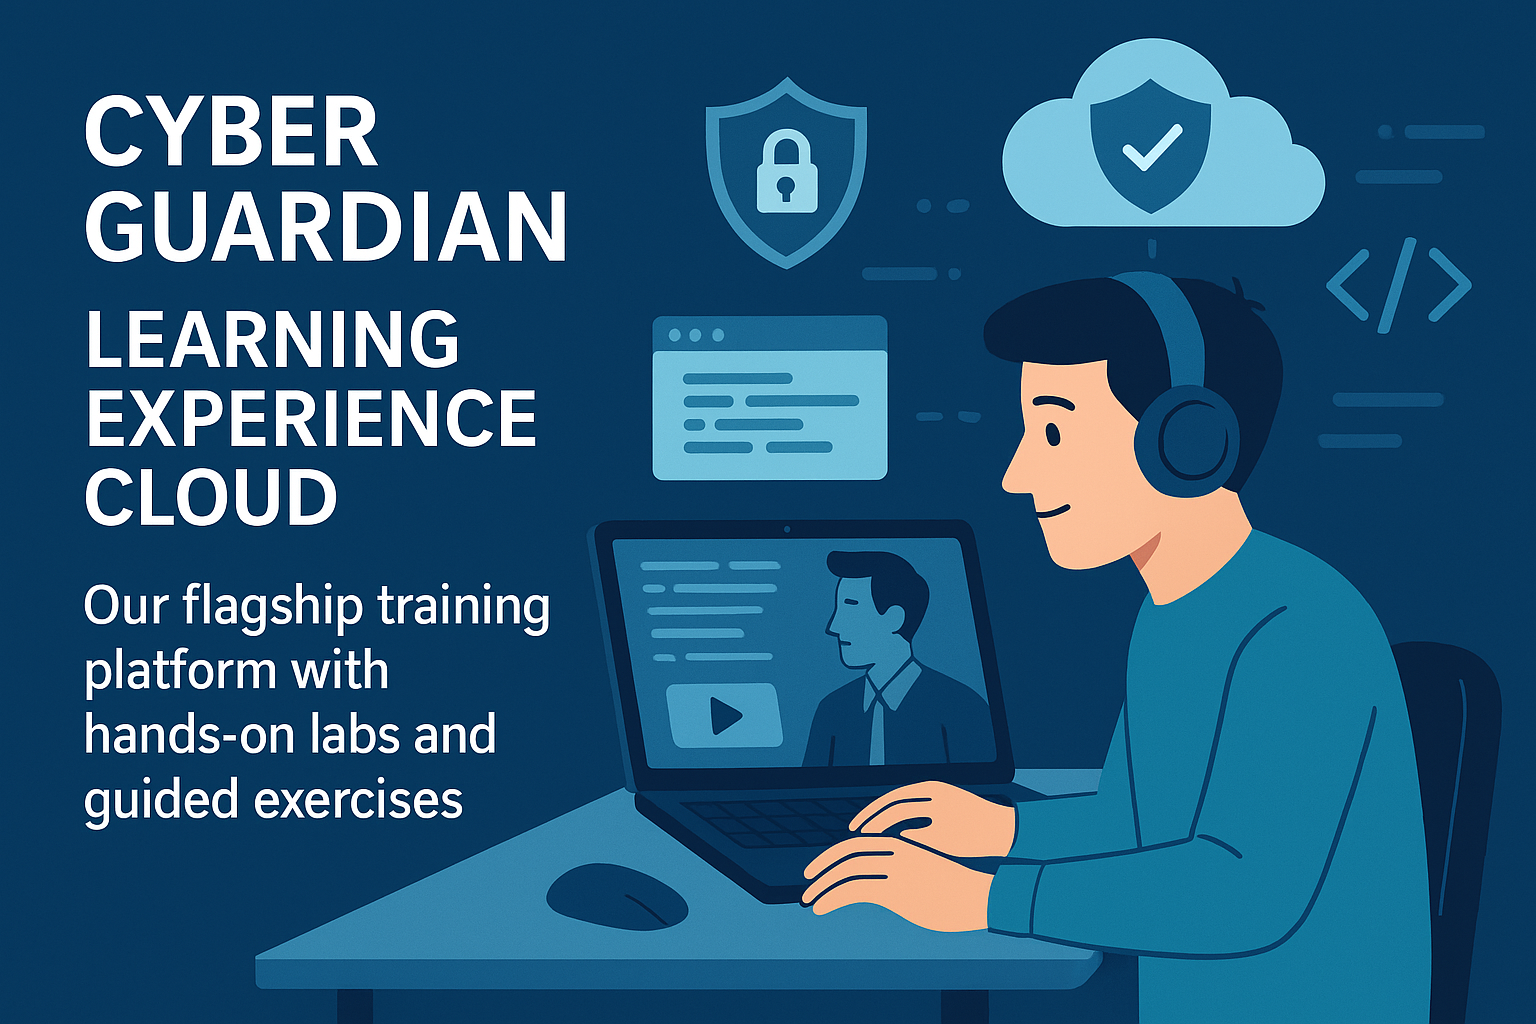 CYBER
GUARDIAN
LEARNING
EXPERIENCE
CLOUD
Our flagship training
platform with
hands-on labs and
guided exercises